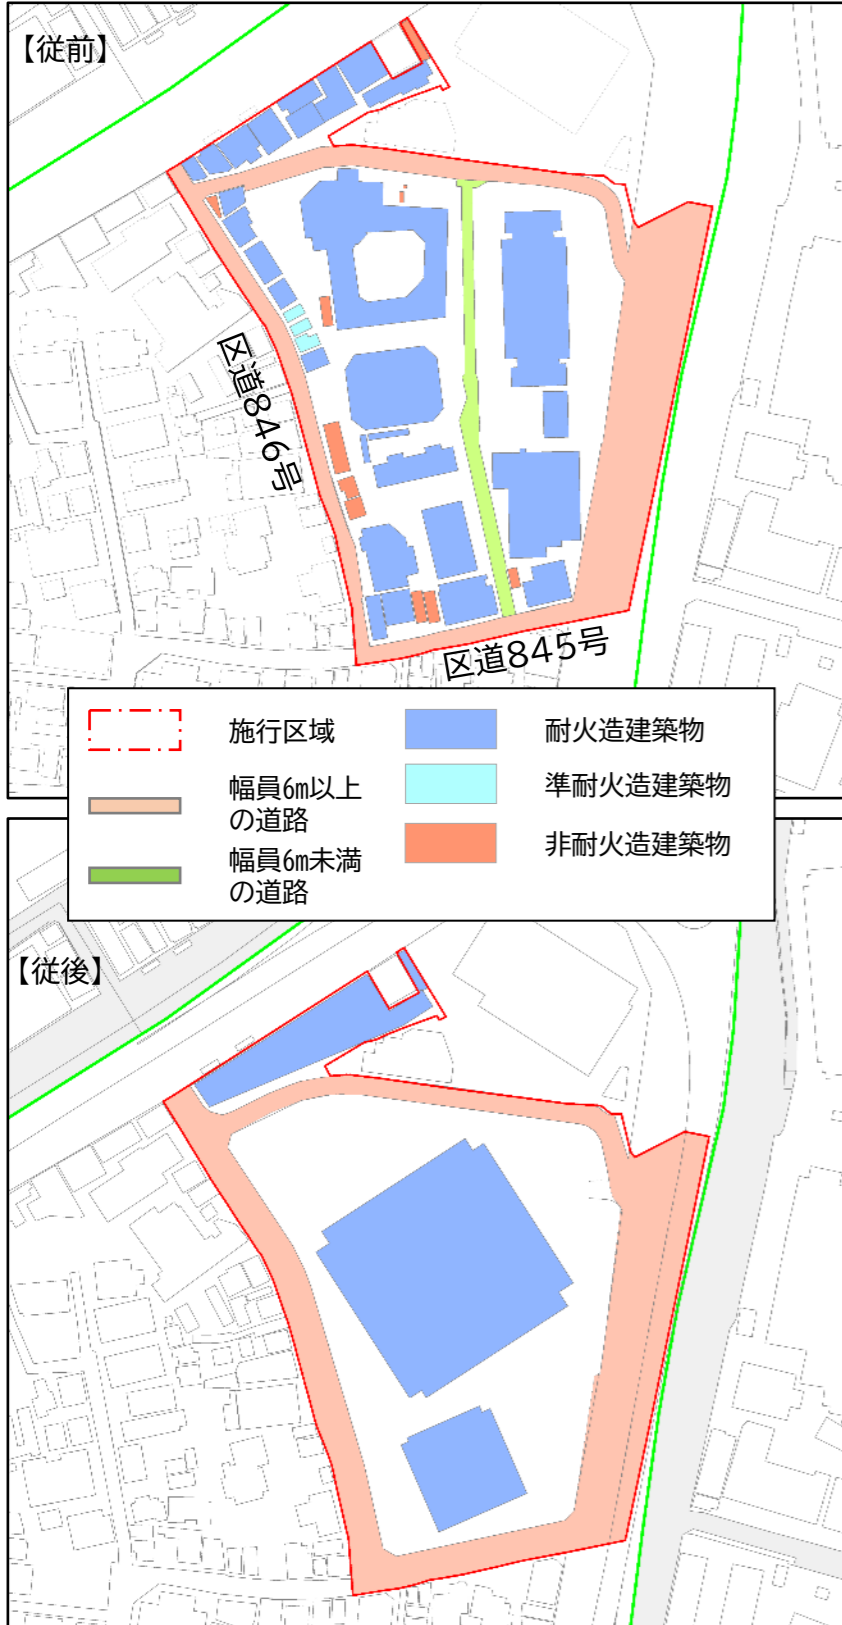 【従前】
区道846号
区道845号
施行区域
幅員6m以上
の道路
幅員6m未満
の道路
耐火造建築物
準耐火造建築物
非耐火造建築物
【従後】